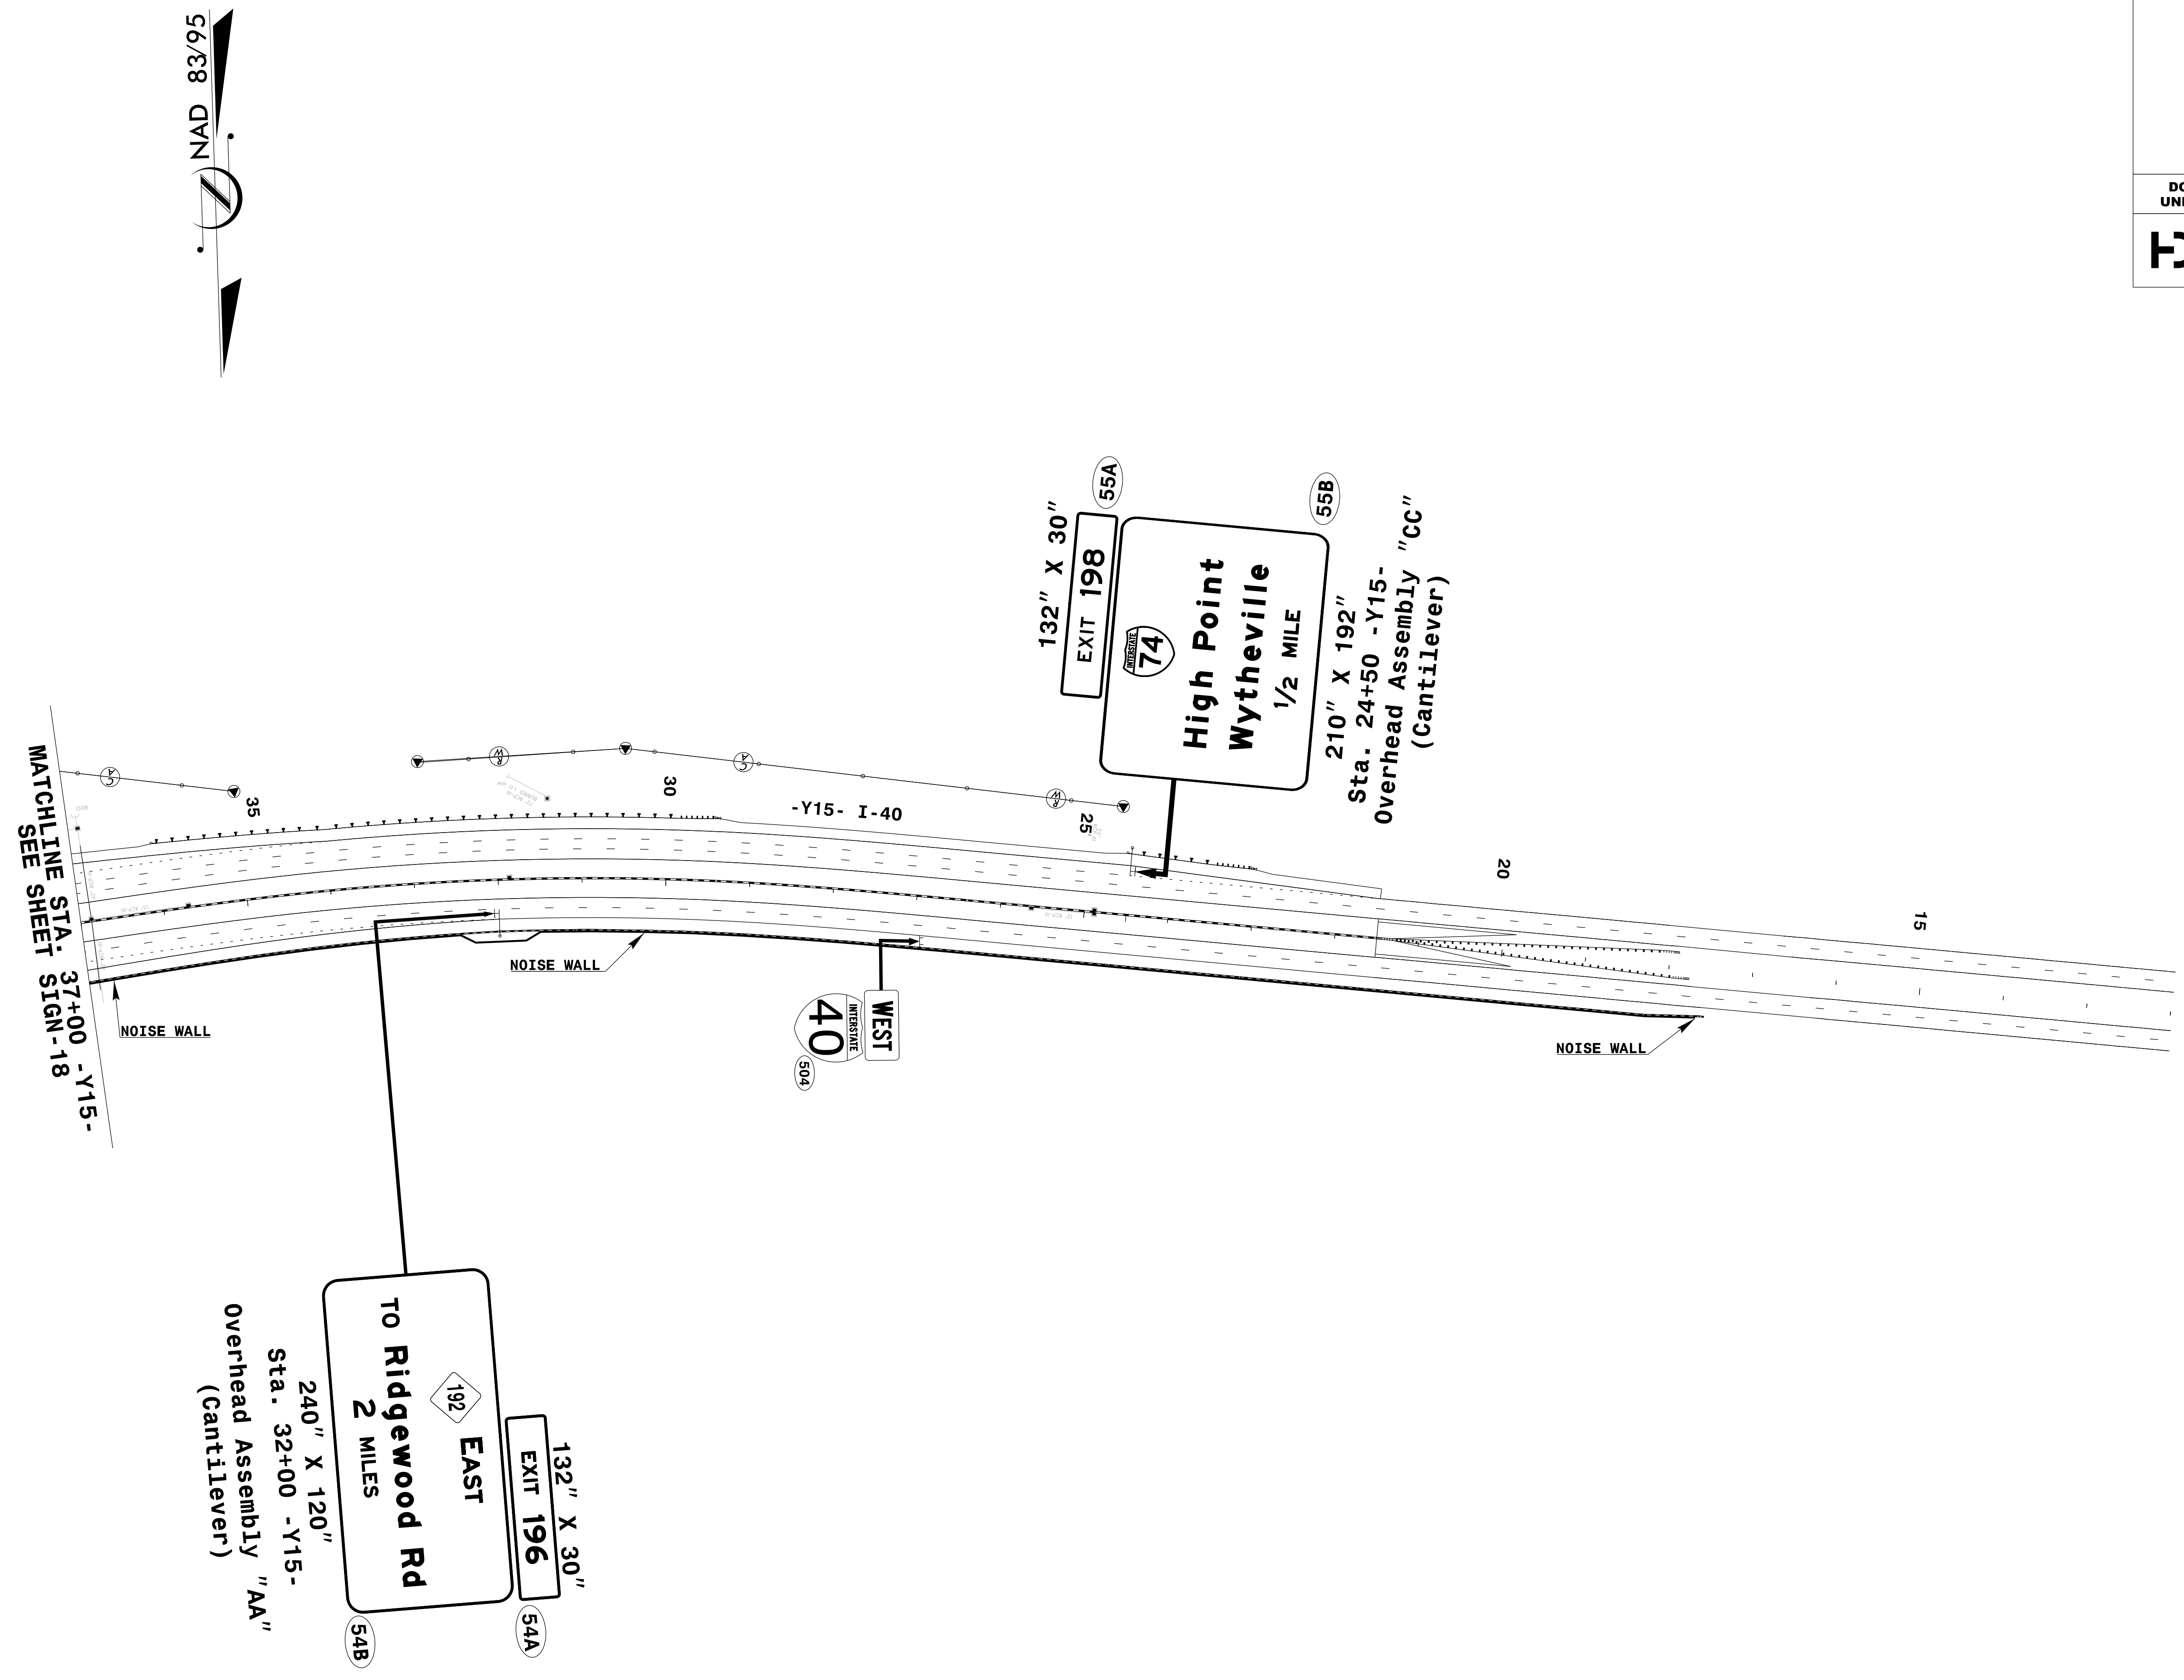 NAD 83/95
MATCHLINE STA. 37+00 -Y15-
SEE SHEET SIGN-18
35
30
25
20
15
-Y15- I-40
132" X 30"
55A
EXIT 198
INTERSTATE
74
High Point
Wytheville
1/2 MILE
55B
210" X 192"
Sta. 24+50 -Y15-
Overhead Assembly "CC"
(Cantilever)
C
A
R
W
C
A
R
W
NOISE WALL
NOISE WALL
NOISE WALL
WEST
INTERSTATE
40
504
132" X 30"
54A
EXIT 196
192 EAST
TO Ridgewood Rd
2 MILES
54B
240" X 120"
Sta. 32+00 -Y15-
Overhead Assembly "AA"
(Cantilever)